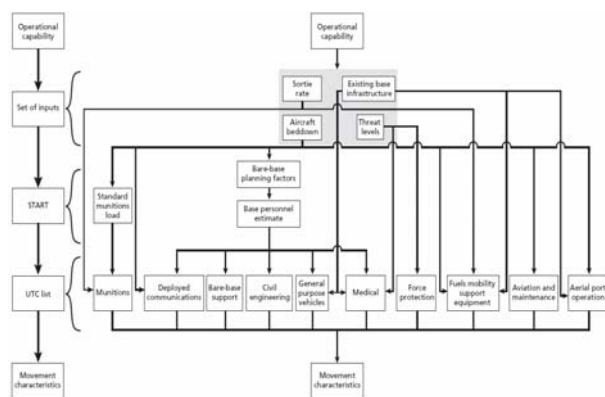 Operational
capability
Operational
capability
Set of inputs
Sortie
rate
Existing base
infrastructure
Aircraft
beddown
Threat
levels
START
Standard
munitions
load
Bare-base
planning factors
Base personnel
estimate
UTC list
Munitions
Deployed
communications
Bare-base
support
Civil
engineering
General
purpose
vehicles
Medical
Force
protection
Fuels mobility
support
equipment
Aviation and
maintenance
Aerial port
operation
Movement
characteristics
Movement
characteristics